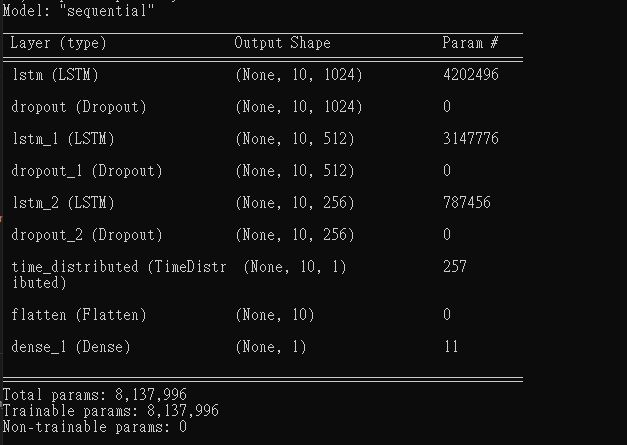 Model: "sequential"
Layer (type) Output Shape Param #
lstm (LSTM) (None, 10, 1024) 4202496
dropout (Dropout) (None, 10, 1024) 0
lstm_1 (LSTM) (None, 10, 512) 3147776
dropout_1 (Dropout) (None, 10, 512) 0
lstm_2 (LSTM) (None, 10, 256) 787456
dropout_2 (Dropout) (None, 10, 256) 0
time_distributed (TimeDistr (None, 10, 1) 257
ibuted)
flatten (Flatten) (None, 10) 0
dense_1 (Dense) (None, 1) 11
Total params: 8,137,996
Trainable params: 8,137,996
Non-trainable params: 0